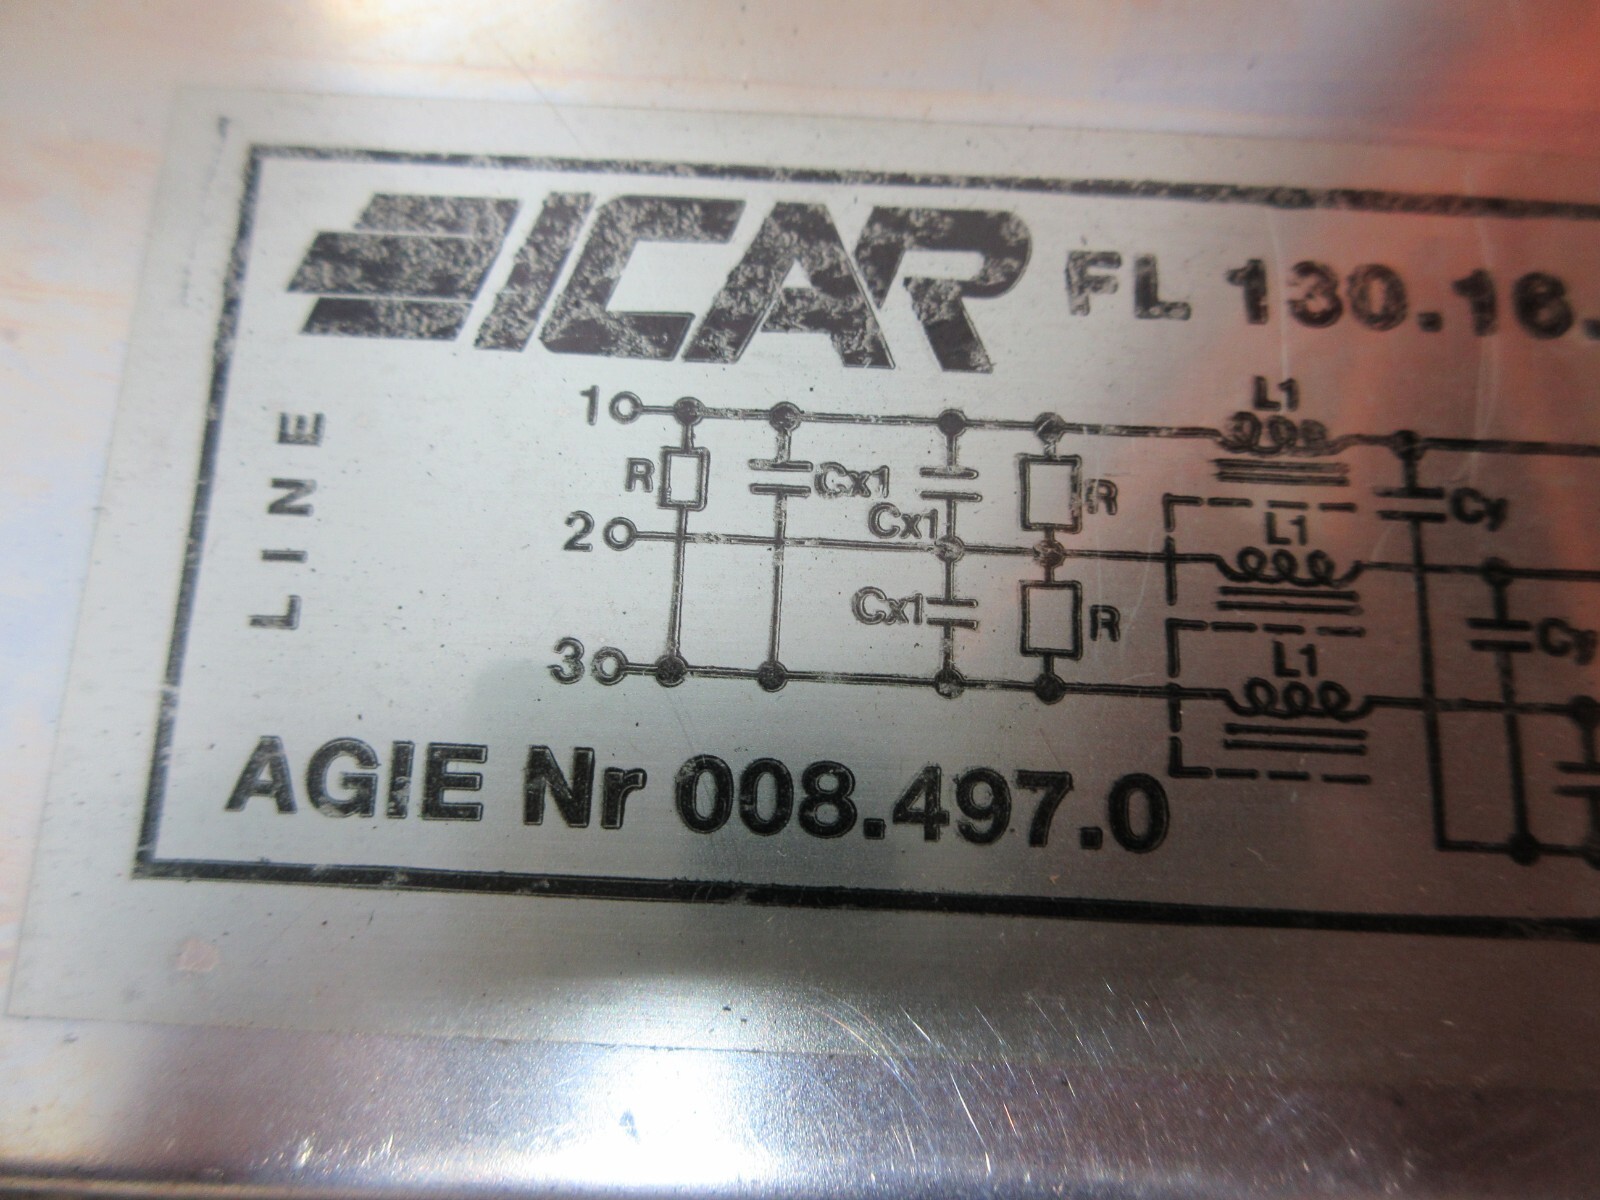 ICAR FL 130.16.
LINE
1
2
3
R
Cx1
Cx1
R
Cx1
R
L1
L1
L1
Cy
Cy
AGIE Nr 008.497.0